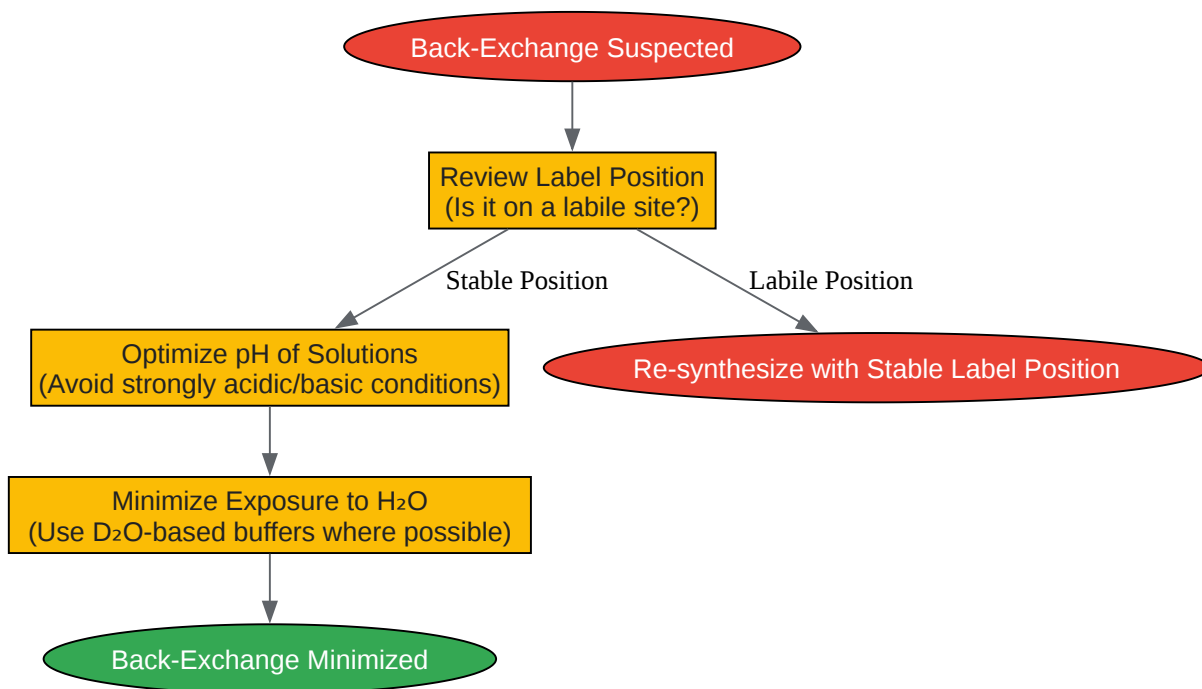 Back-Exchange Suspected
Review Label Position
(Is it on a labile site?)
Stable Position
Labile Position
Optimize pH of Solutions
(Avoid strongly acidic/basic conditions)
Re-synthesize with Stable Label Position
Minimize Exposure to H₂O
(Use D₂O-based buffers where possible)
Back-Exchange Minimized